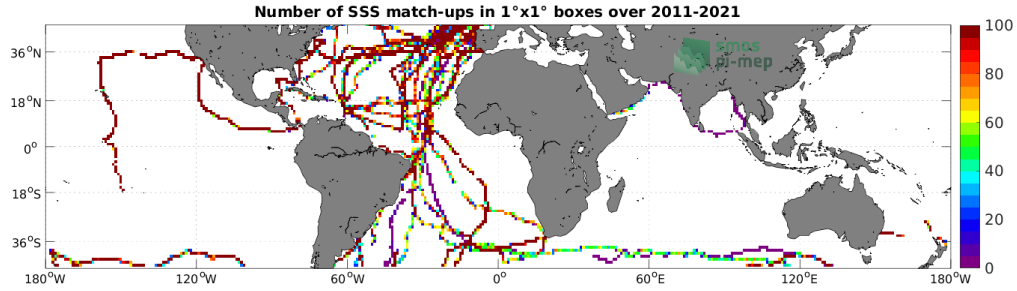 Number of SSS match-ups in 1°x1° boxes over 2011-2021
smos
pi-mep
36°N
18°N
0°
18°S
36°S
180°W
120°W
60°W
0°
60°E
120°E
180°W
100
80
60
40
20
0